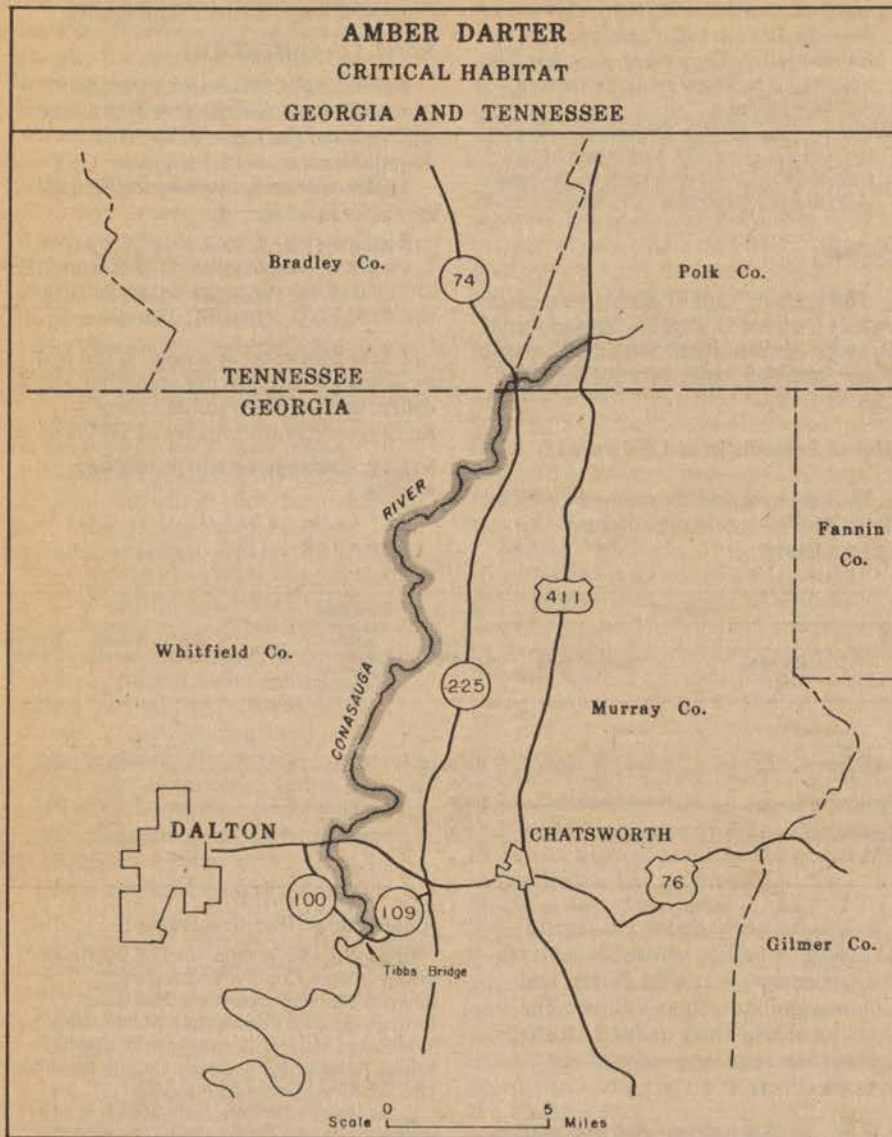 AMBER DARTER
CRITICAL HABITAT
GEORGIA AND TENNESSEE
Bradley Co.
74
Polk Co.
TENNESSEE
GEORGIA
RIVER
Fannin
Co.
411
Whitfield Co.
CONASAUGA
225
Murray Co.
DALTON
CHATSWORTH
76
100
109
Gilmer Co.
Tibbs Bridge
Scale 0 5 Miles